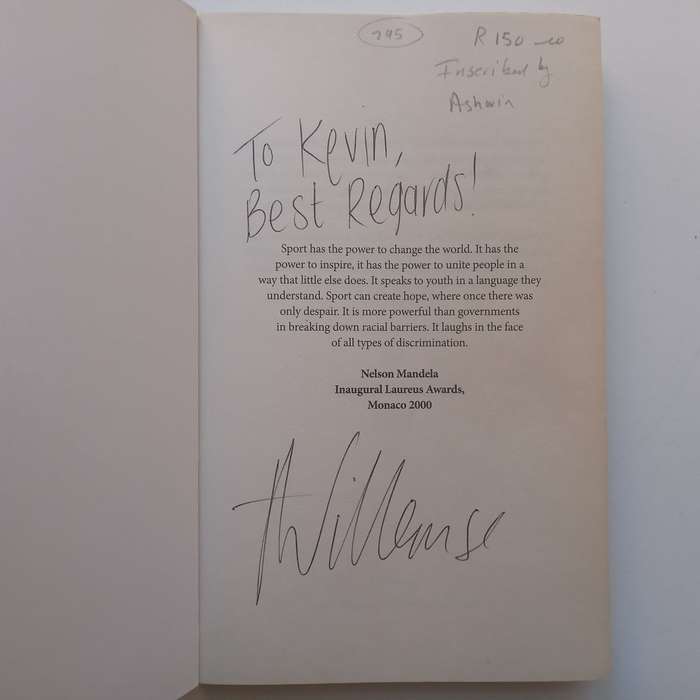 745
R 150 -00
Inscribed by
Ashwin
To Kevin,
Best Regards!
Sport has the power to change the world. It has the
power to inspire, it has the power to unite people in a
way that little else does. It speaks to youth in a language they
understand. Sport can create hope, where once there was
only despair. It is more powerful than governments
in breaking down racial barriers. It laughs in the face
of all types of discrimination.
Nelson Mandela
Inaugural Laureus Awards,
Monaco 2000
AWillemse